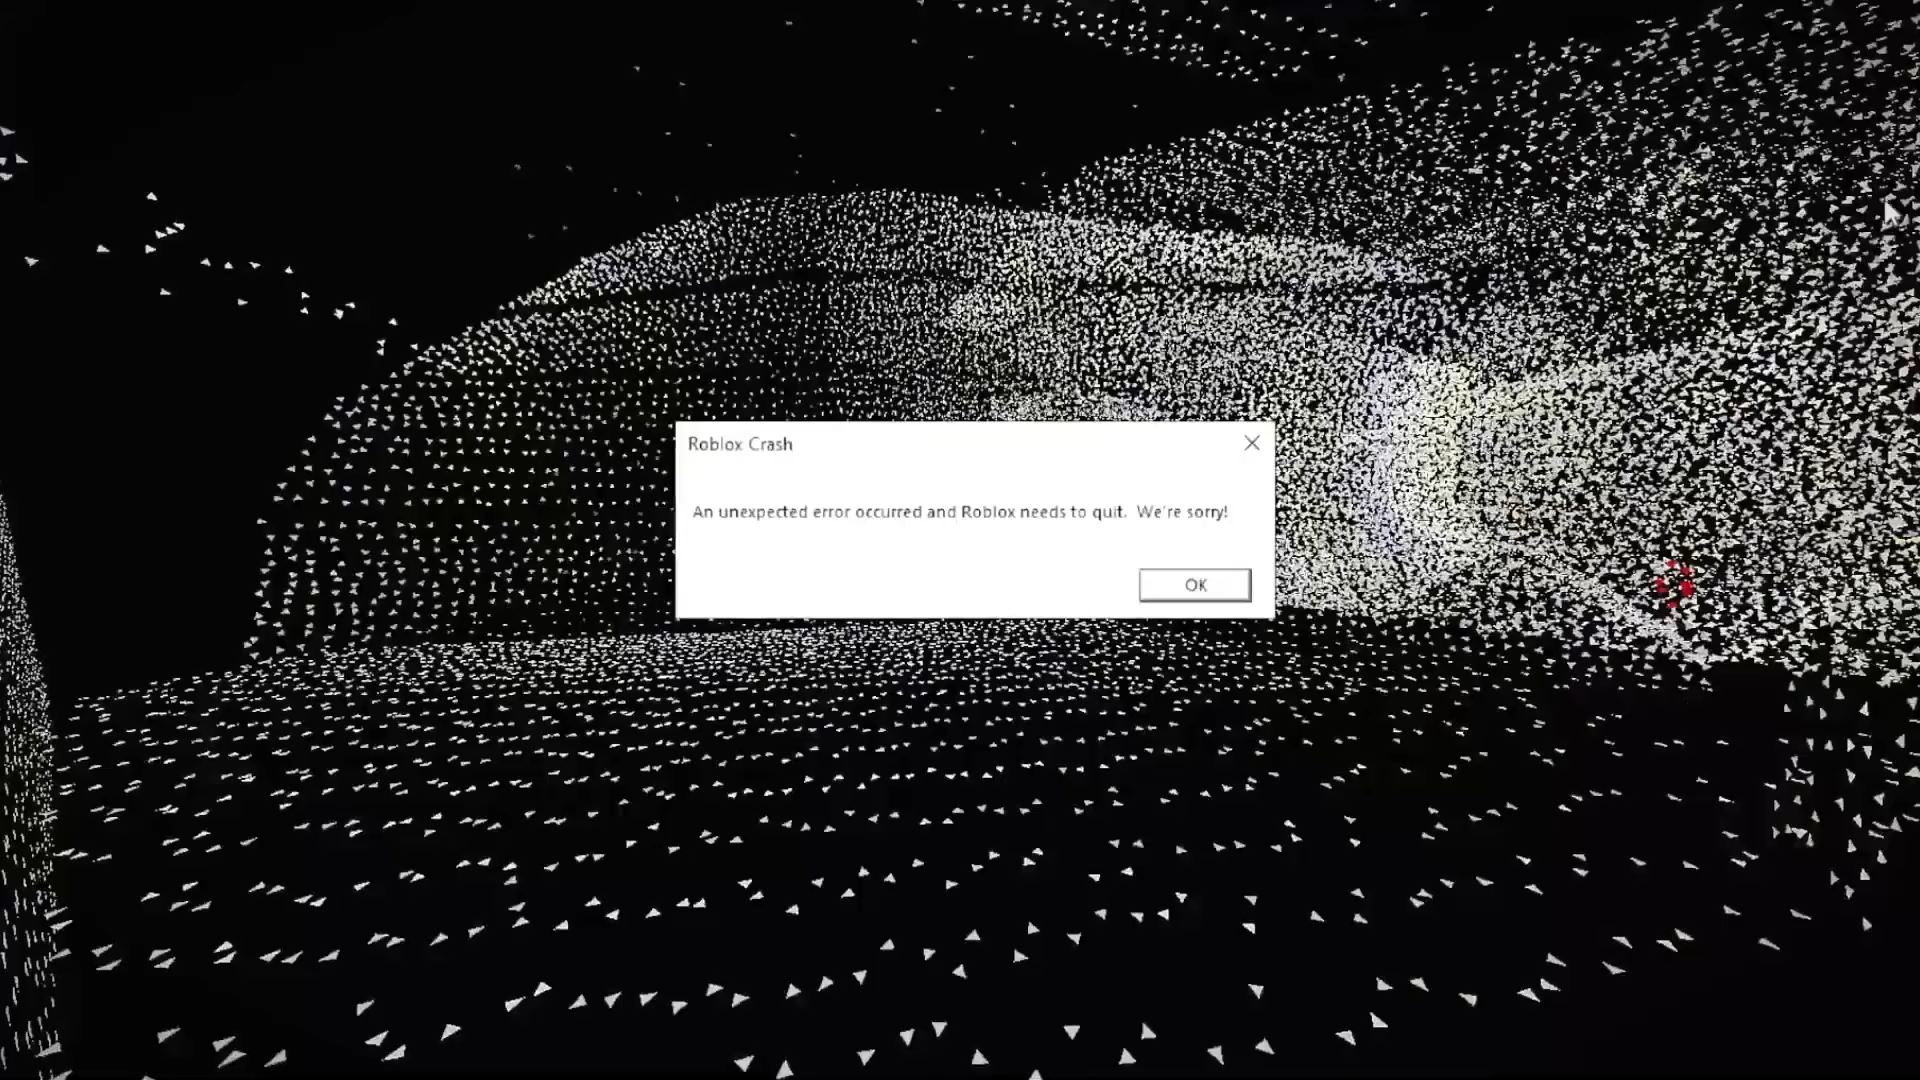 Roblox Crash
An unexpected error occurred and Roblox needs to quit.  We're sorry!
OK